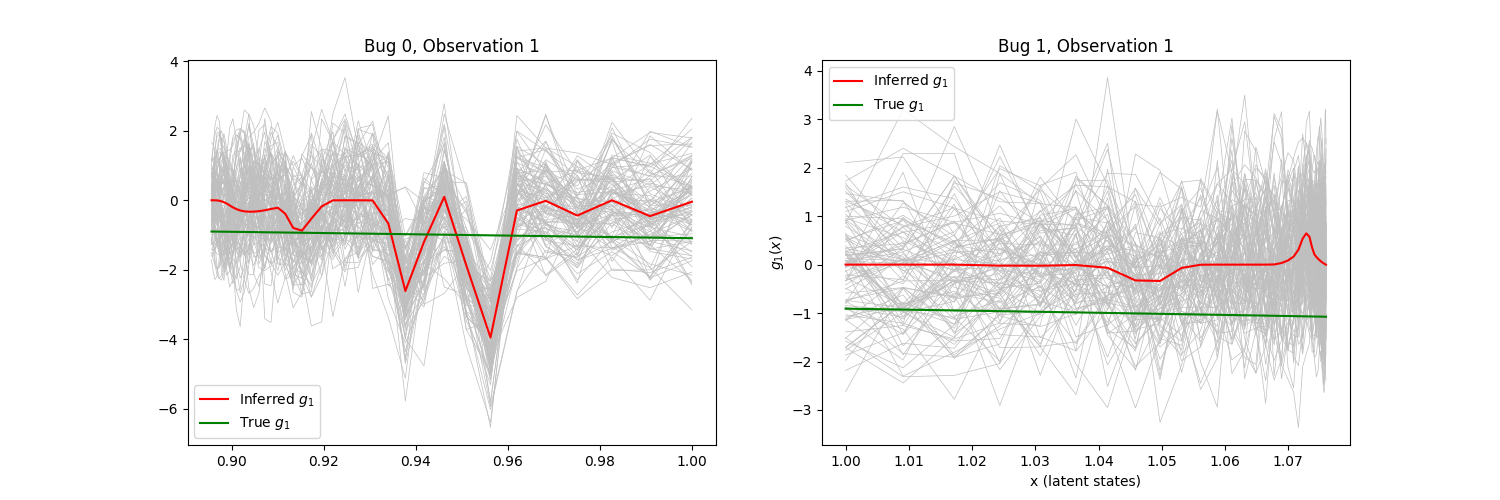 Bug 0, Observation 1
4
2
0
−2
−4
−6
Inferred g₁
True g₁
0.90 0.92 0.94 0.96 0.98 1.00
Bug 1, Observation 1
Inferred g₁
True g₁
g₁(x)
4
3
2
1
0
−1
−2
−3
1.00 1.01 1.02 1.03 1.04 1.05 1.06 1.07
x (latent states)